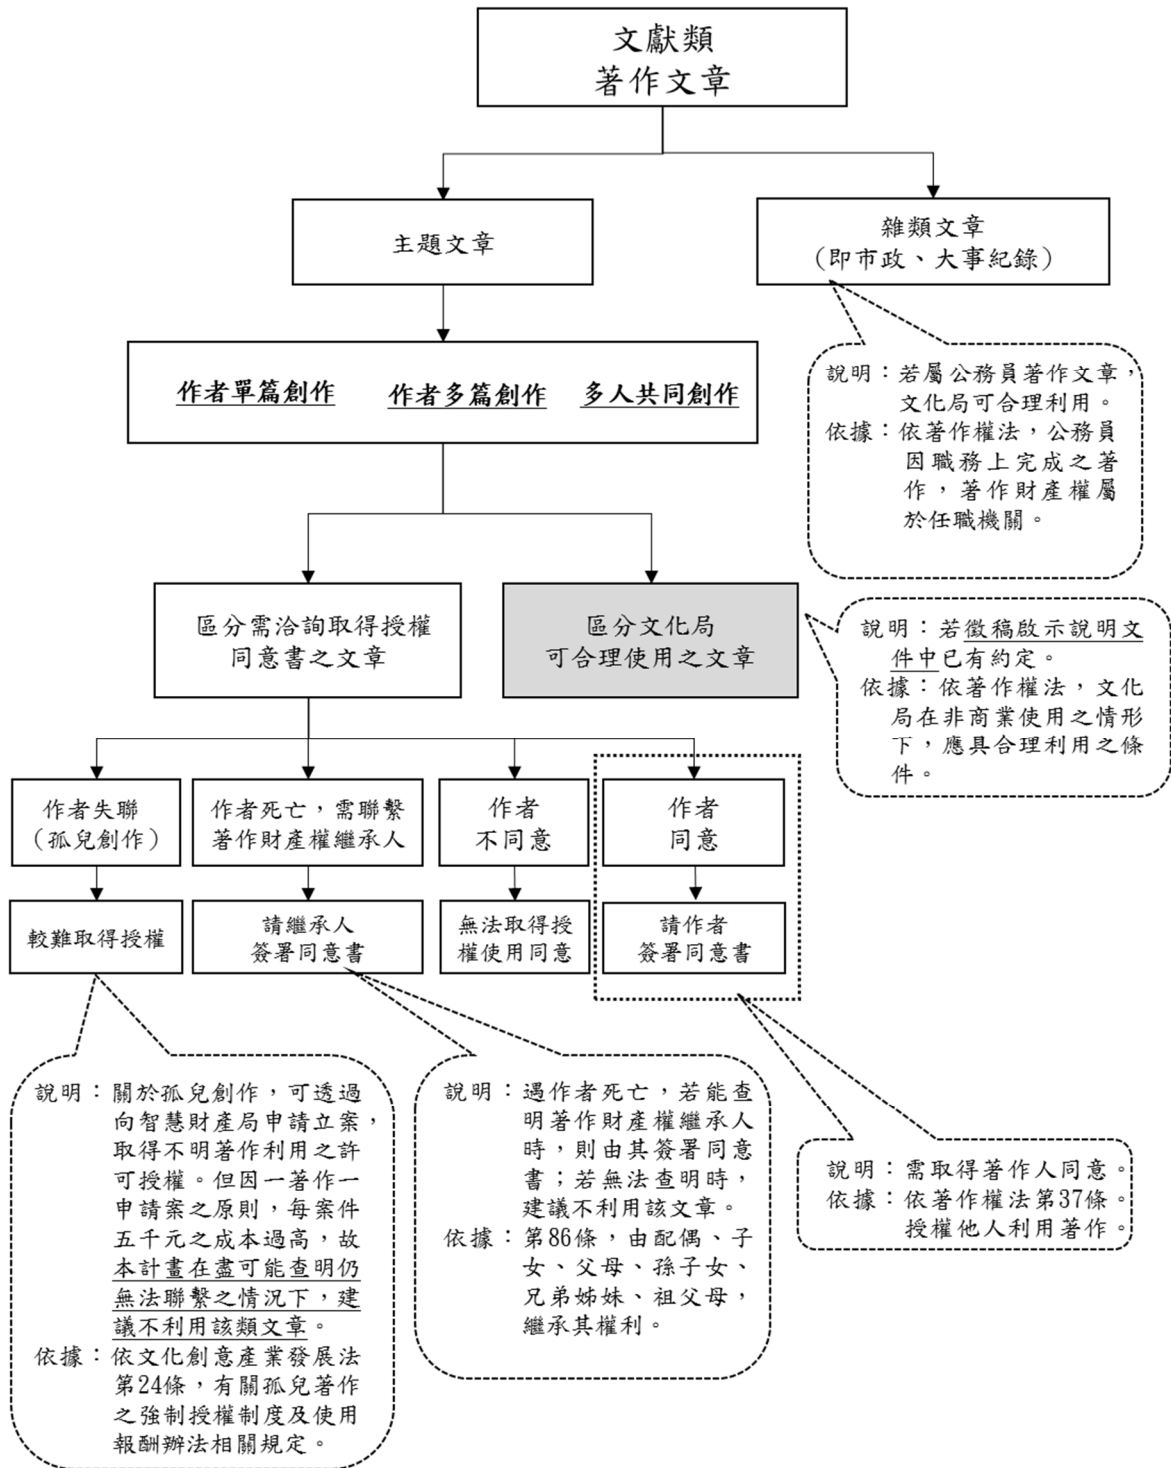 文獻類
著作文章
主題文章
雜類文章
(即市政、大事紀錄)
說明：若屬公務員著作文章，
文化局可合理利用。
依據：依著作權法，公務員
因職務上完成之著
作，著作財產權屬
於任職機關。
作者單篇創作
作者多篇創作
多人共同創作
區分需洽詢取得授權
同意書之文章
區分文化局
可合理使用之文章
說明：若徵稿啟示說明文
件中已有約定。
依據：依著作權法，文化
局在非商業使用之情形
下，應具合理利用之條
件。
作者失聯
(孤兒創作)
作者死亡，需聯繫
著作財產權繼承人
作者
不同意
作者
同意
較難取得授權
請繼承人
簽署同意書
無法取得授
權使用同意
請作者
簽署同意書
說明：關於孤兒創作，可透過
向智慧財產局申請立案，
取得不明著作利用之許
可授權。但因一著作一
申請案之原則，每案件
五千元之成本過高，故
本計畫在盡可能查明仍
無法聯繫之情況下，建
議不利用該類文章。
依據：依文化創意產業發展法
第24條，有關孤兒著作
之強制授權制度及使用
報酬辦法相關規定。
說明：遇作者死亡，若能查
明著作財產權繼承人
時，則由其簽署同意
書；若無法查明時，
建議不利用該文章。
依據：第86條，由配偶、子
女、父母、孫子女、
兄弟姊妹、祖父母，
繼承其權利。
說明：需取得著作人同意。
依據：依著作權法第37條。
授權他人利用著作。